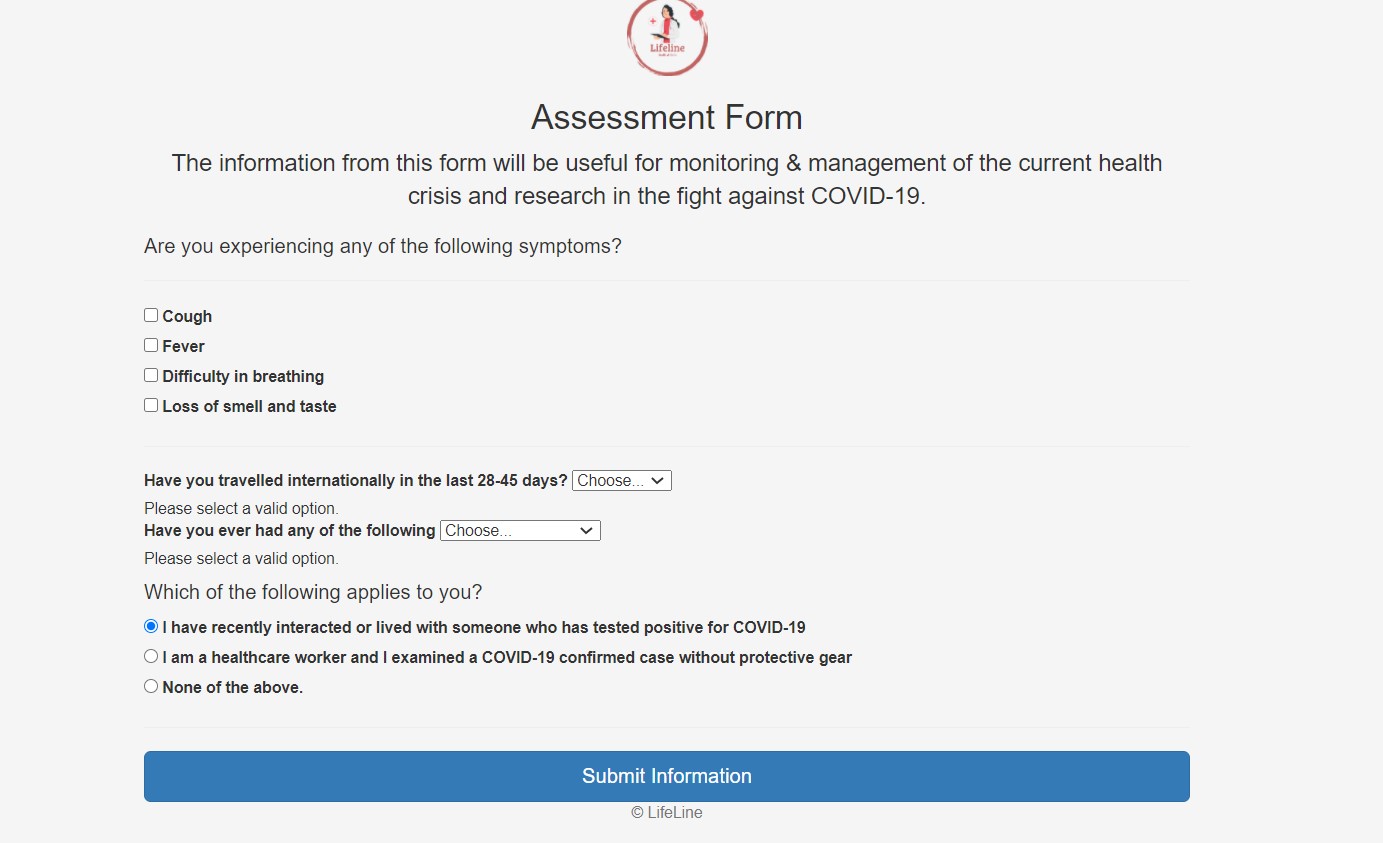 Lifeline
Assessment Form
The information from this form will be useful for monitoring & management of the current health
crisis and research in the fight against COVID-19.
Are you experiencing any of the following symptoms?
Cough
Fever
Difficulty in breathing
Loss of smell and taste
Have you travelled internationally in the last 28-45 days? Choose...
Please select a valid option.
Have you ever had any of the following Choose...
Please select a valid option.
Which of the following applies to you?
I have recently interacted or lived with someone who has tested positive for COVID-19
I am a healthcare worker and I examined a COVID-19 confirmed case without protective gear
None of the above.
Submit Information
© LifeLine